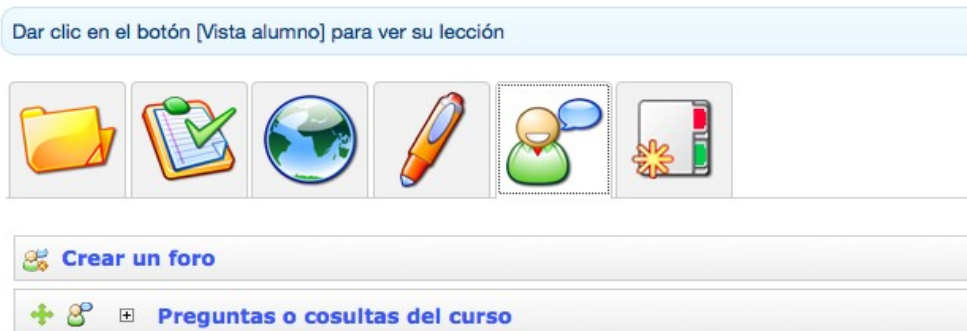 Dar clic en el botón [Vista alumno] para ver su lección
Crear un foro
Preguntas o cosultas del curso